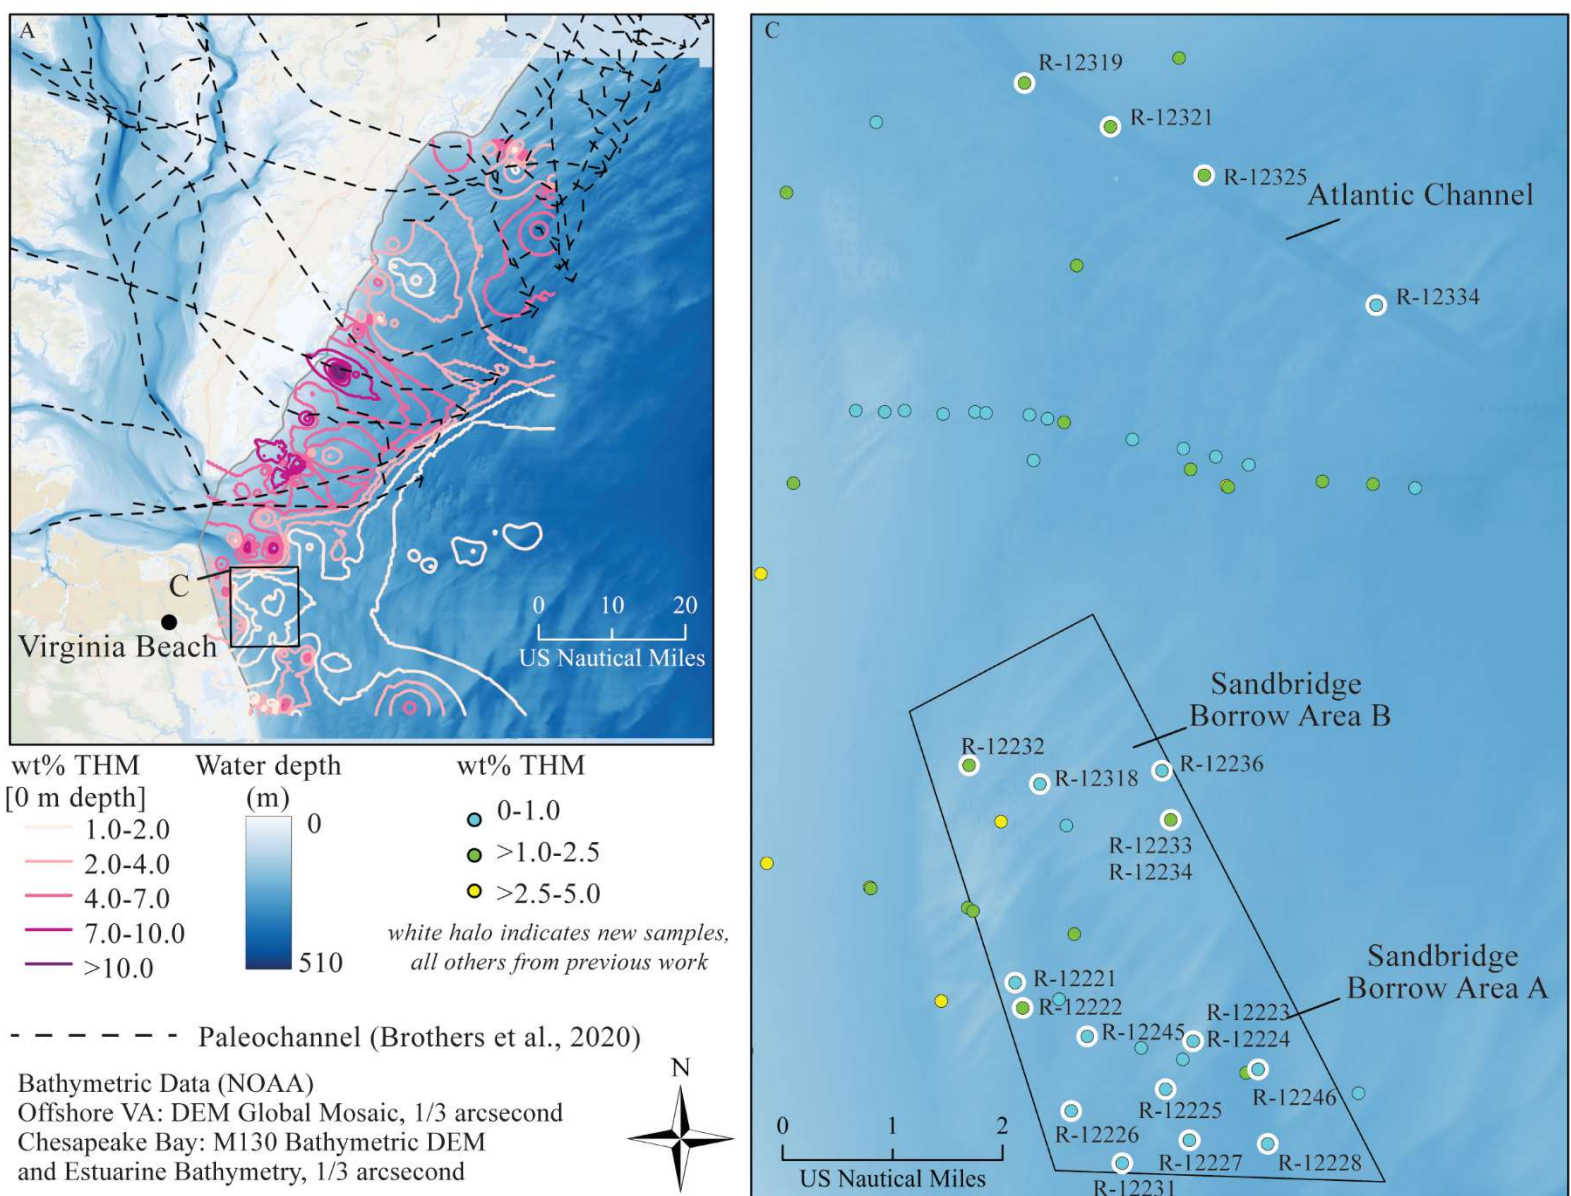 A
C
Virginia Beach
0 20
10
US Nautical Miles
wt% THM
[0 m depth]
1.0-2.0
2.0-4.0
4.0-7.0
7.0-10.0
>10.0
Water depth
(m)
0
510
wt% THM
0-1.0
>1.0-2.5
>2.5-5.0
white halo indicates new samples,
all others from previous work
Paleochannel (Brothers et al., 2020)
Bathymetric Data (NOAA)
Offshore VA: DEM Global Mosaic, 1/3 arcsecond
Chesapeake Bay: M130 Bathymetric DEM
and Estuarine Bathymetry, 1/3 arcsecond
N
C
R-12319
R-12321
R-12325
Atlantic Channel
R-12334
Sandbridge
Borrow Area B
R-12232
R-12318
R-12236
R-12233
R-12234
Sandbridge
Borrow Area A
R-12221
R-12222
R-12223
R-12245
R-12224
R-12225
R-12246
R-12226
R-12227
R-12228
R-12231
0 1 2
US Nautical Miles